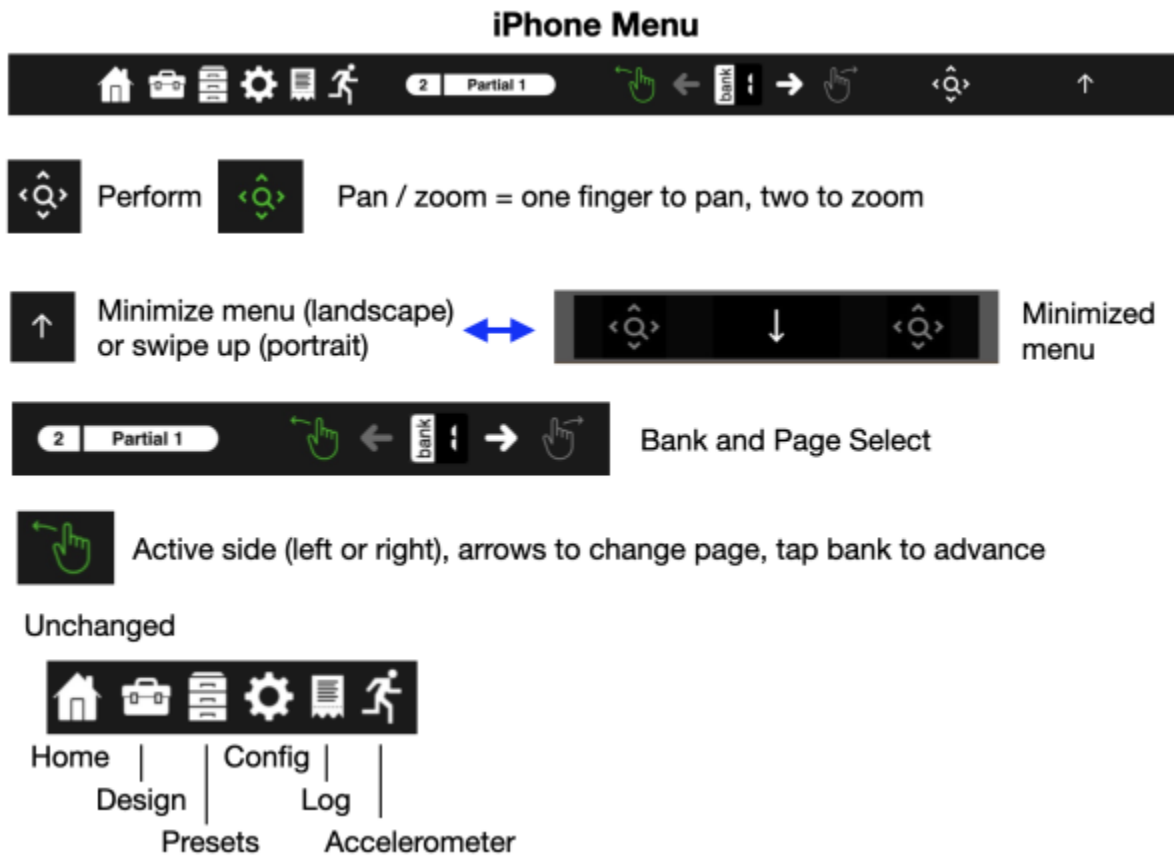 iPhone Menu
2 Partial 1 bank 1
Perform Pan / zoom = one finger to pan, two to zoom
Minimize menu (landscape)
or swipe up (portrait)
Minimized
menu
2 Partial 1 bank 1 Bank and Page Select
Active side (left or right), arrows to change page, tap bank to advance
Unchanged
Home Config
Design Log
Presets Accelerometer